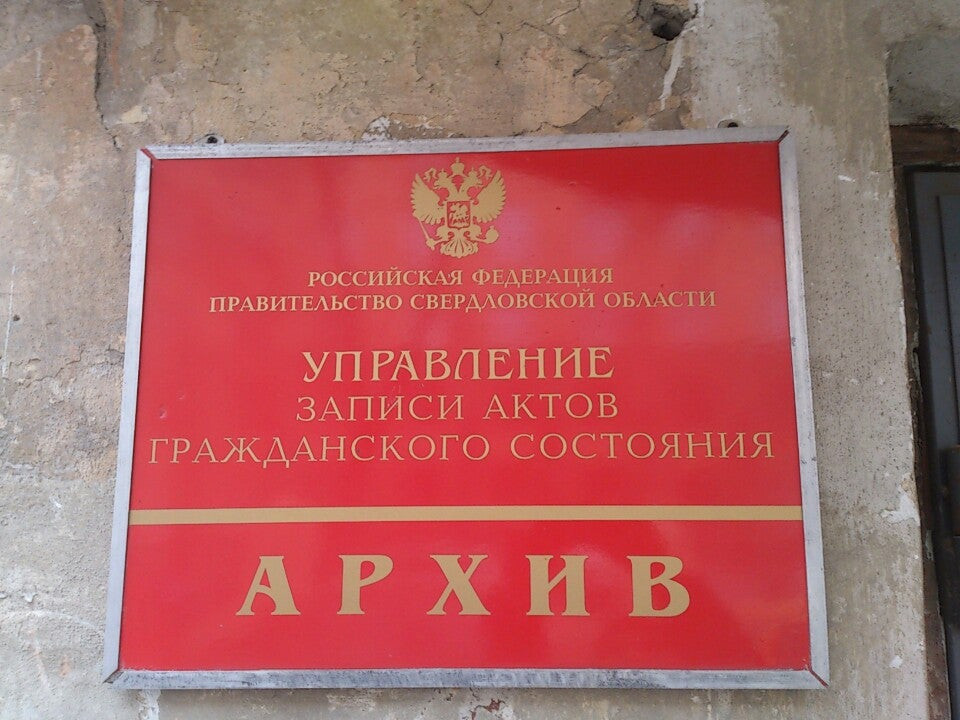 РОССИЙСКАЯ ФЕДЕРАЦИЯ
ПРАВИТЕЛЬСТВО СВЕРДЛОВСКОЙ ОБЛАСТИ
УПРАВЛЕНИЕ
ЗАПИСИ АКТОВ
ГРАЖДАНСКОГО СОСТОЯНИЯ
АРХИВ